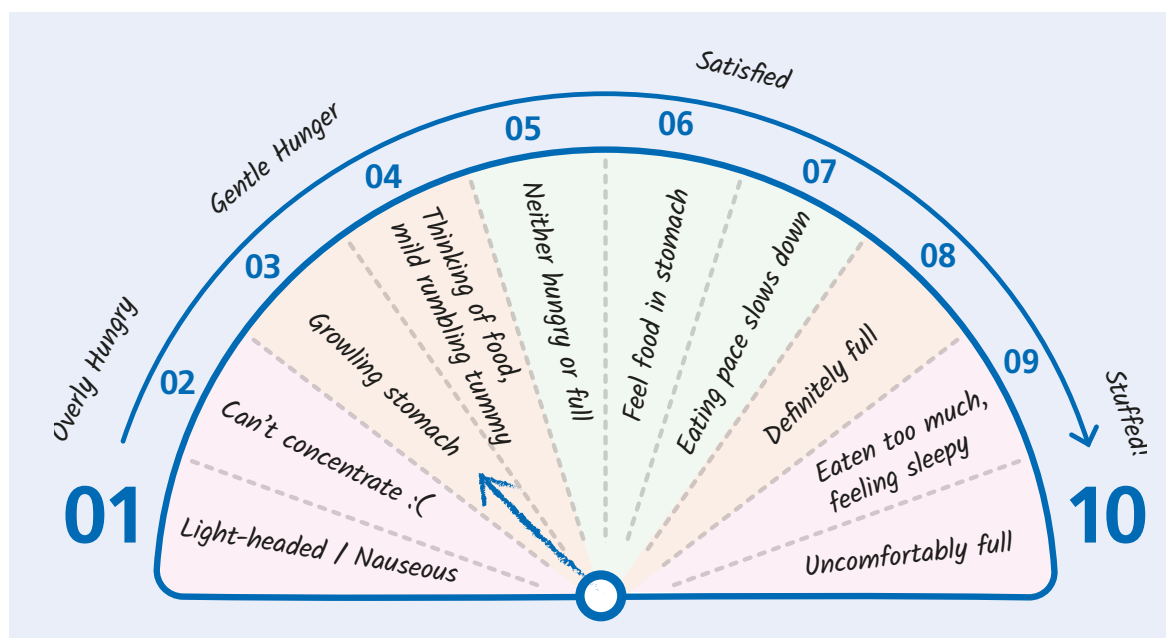 Overly Hungry
Gentle Hunger
Satisfied
Stuffed!
01
02
03
04
05
06
07
08
09
10
Light-headed / Nauseous
Can't concentrate :(
Growling stomach
Thinking of food,
mild rumbling tummy
Neither hungry or full
Feel food in stomach
Eating pace slows down
Definitely full
Eaten too much,
feeling sleepy
Uncomfortably full